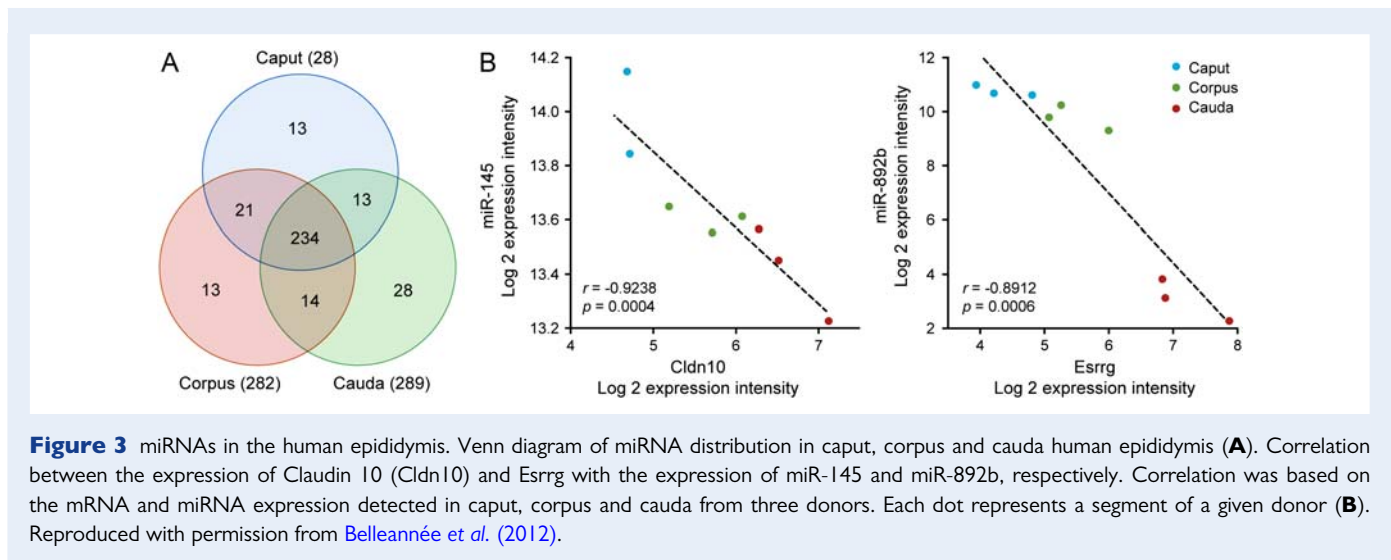 A
Caput (28)
13
21
13
234
13
14
28
Corpus (282)
Cauda (289)
B
miR-145
Log 2 expression intensity
14.2
14.0
13.8
13.6
13.4
13.2
r = -0.9238
p = 0.0004
4
5
6
7
Cldn10
Log 2 expression intensity
miR-892b
Log 2 expression intensity
12
10
8
6
4
2
r = -0.8912
p = 0.0006
4
5
6
7
8
Esrrg
Log 2 expression intensity
Caput
Corpus
Cauda
Figure 3 miRNAs in the human epididymis. Venn diagram of miRNA distribution in caput, corpus and cauda human epididymis (A). Correlation
between the expression of Claudin 10 (Cldn10) and Esrrg with the expression of miR-145 and miR-892b, respectively. Correlation was based on
the mRNA and miRNA expression detected in caput, corpus and cauda from three donors. Each dot represents a segment of a given donor (B).
Reproduced with permission from Belleannée et al. (2012).